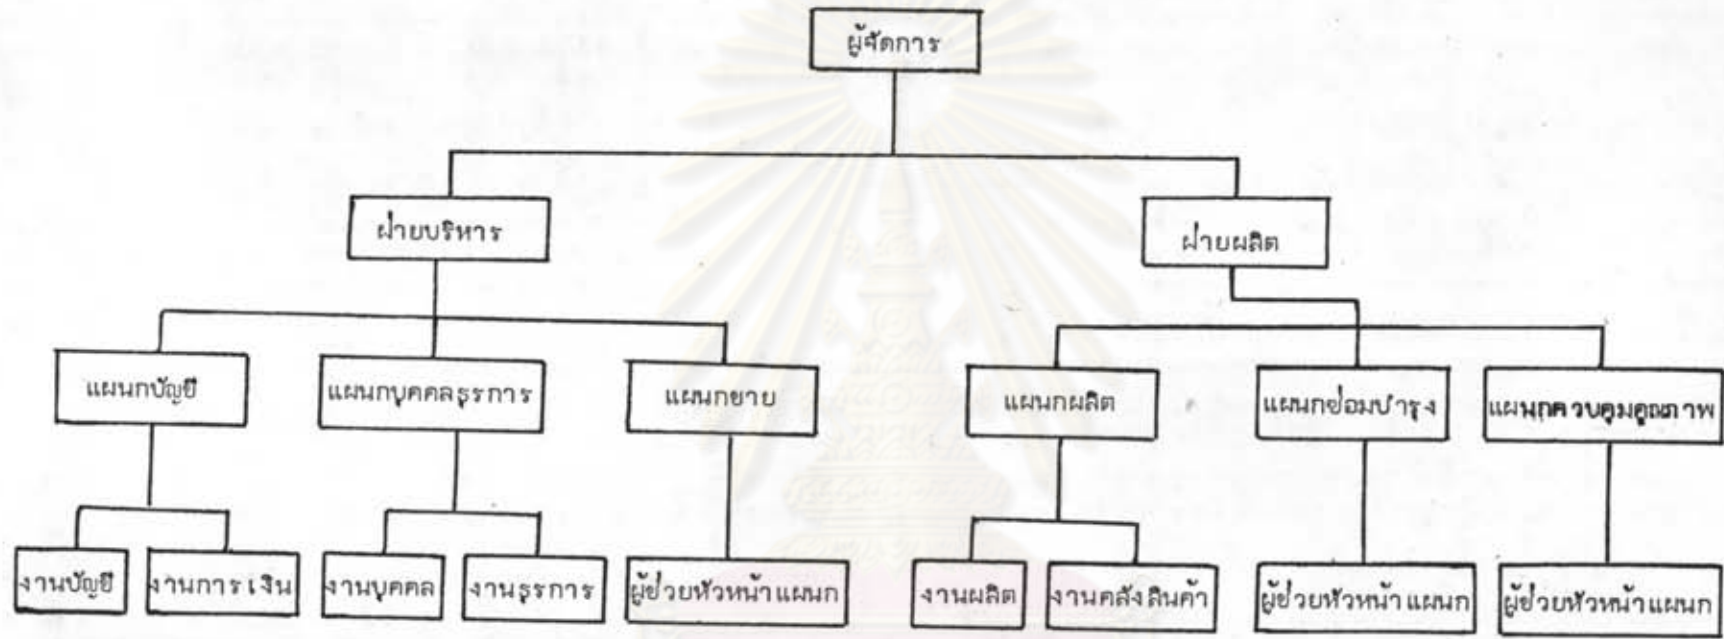 ผู้จัดการ
ฝ่ายบริหาร
ฝ่ายผลิต
แผนกบัญชี
แผนกบุคคลธุรการ
แผนกขาย
แผนกผลิต
แผนกซ่อมบำรุง
แผนกควบคุมคุณภาพ
งานบัญชี
งานการเงิน
งานบุคคล
งานธุรการ
ผู้ช่วยหัวหน้าแผนก
งานผลิต
งานคลังสินค้า
ผู้ช่วยหัวหน้าแผนก
ผู้ช่วยหัวหน้าแผนก